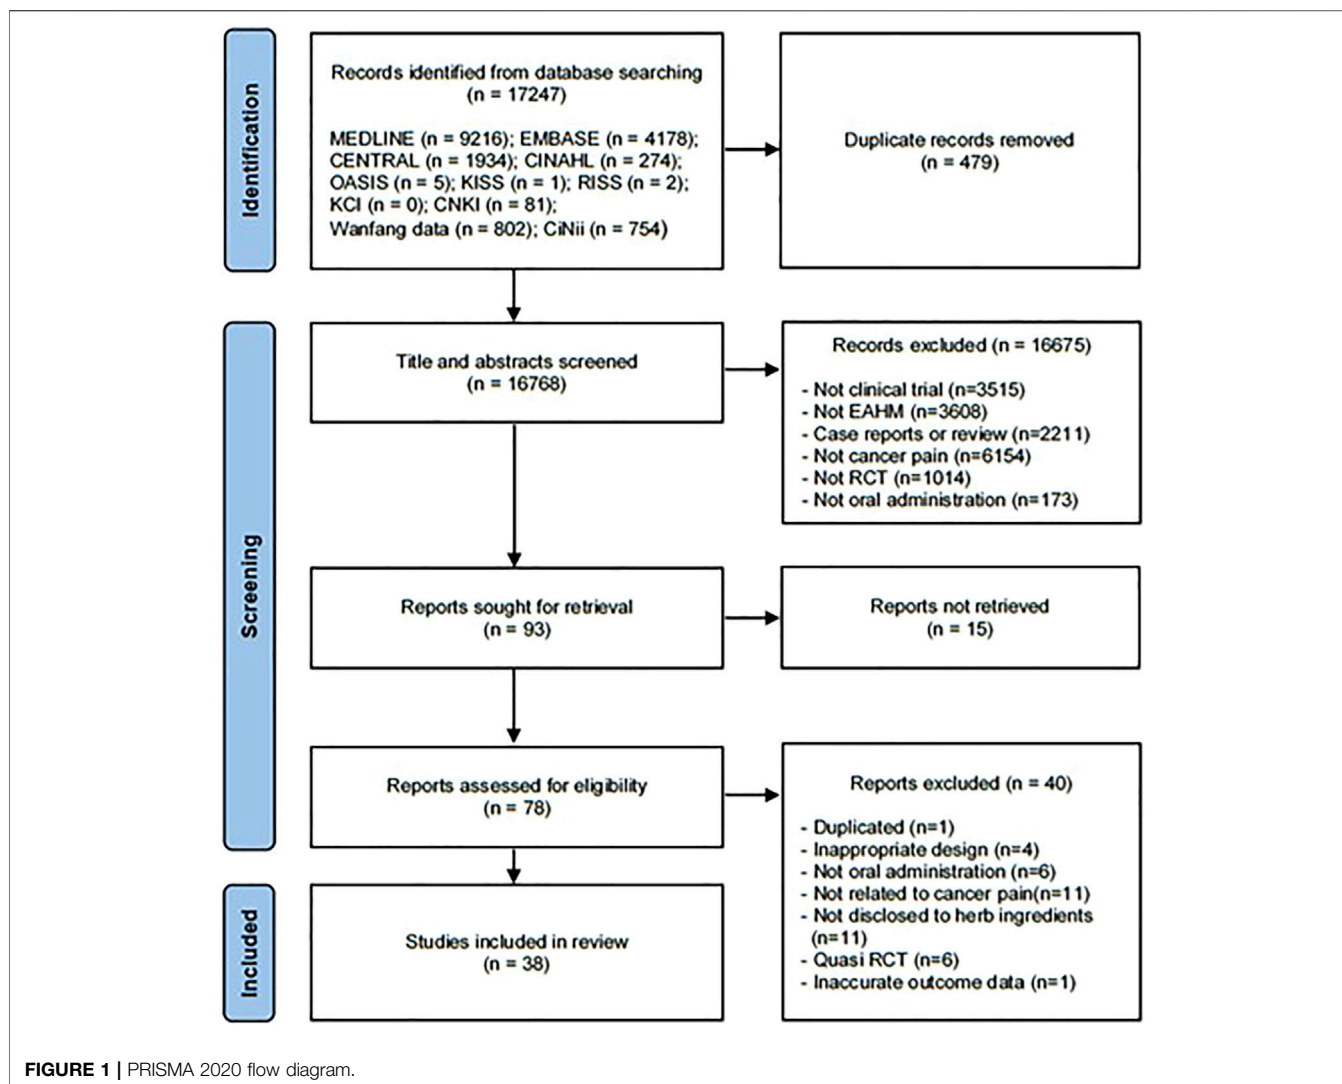 Identification
Records identified from database searching
(n = 17247)
MEDLINE (n = 9216); EMBASE (n = 4178);
CENTRAL (n = 1934); CINAHL (n = 274);
OASIS (n = 5); KISS (n = 1); RISS (n = 2);
KCI (n = 0); CNKI (n = 81);
Wanfang data (n = 802); CiNii (n = 754)
Duplicate records removed
(n = 479)
Screening
Title and abstracts screened
(n = 16768)
Records excluded (n = 16675)
- Not clinical trial (n=3515)
- Not EAHM (n=3608)
- Case reports or review (n=2211)
- Not cancer pain (n=6154)
- Not RCT (n=1014)
- Not oral administration (n=173)
Reports sought for retrieval
(n = 93)
Reports not retrieved
(n = 15)
Reports assessed for eligibility
(n = 78)
Reports excluded (n = 40)
- Duplicated (n=1)
- Inappropriate design (n=4)
- Not oral administration (n=6)
- Not related to cancer pain(n=11)
- Not disclosed to herb ingredients
(n=11)
- Quasi RCT (n=6)
- Inaccurate outcome data (n=1)
Included
Studies included in review
(n = 38)
FIGURE 1 | PRISMA 2020 flow diagram.